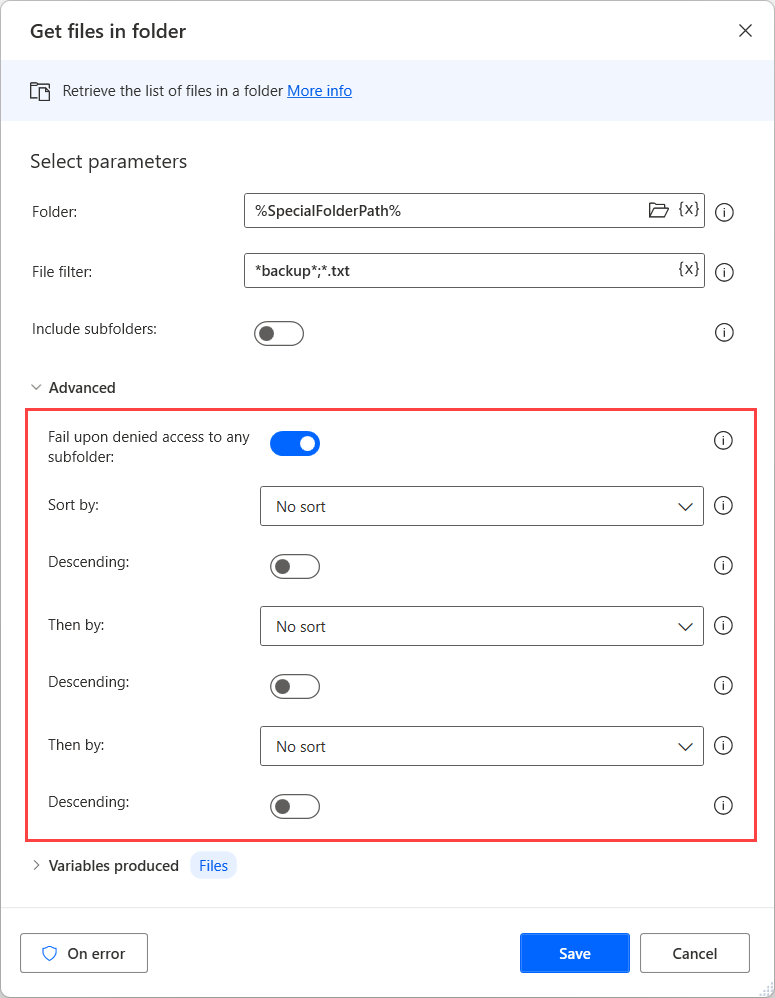 Get files in folder
Retrieve the list of files in a folder More info
Select parameters
Folder:
%SpecialFolderPath%
{x}
File filter:
*backup*;*.txt
{x}
Include subfolders:
Advanced
Fail upon denied access to any
subfolder:
Sort by:
No sort
Descending:
Then by:
No sort
Descending:
Then by:
No sort
Descending:
Variables produced
Files
On error
Save
Cancel